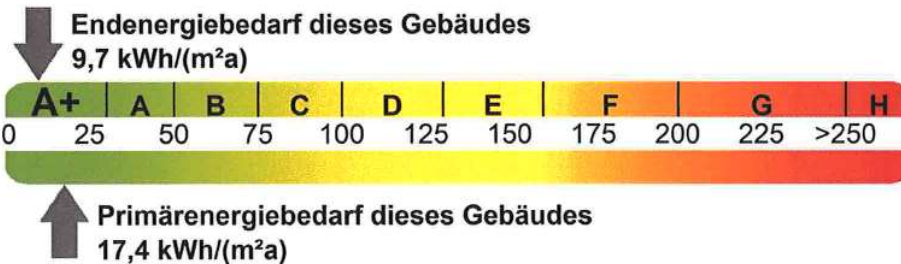 Endenergiebedarf dieses Gebäudes
9,7 kWh/(m²a)
A+ A B C D E F G H
0 25 50 75 100 125 150 175 200 225 >250
Primärenergiebedarf dieses Gebäudes
17,4 kWh/(m²a)